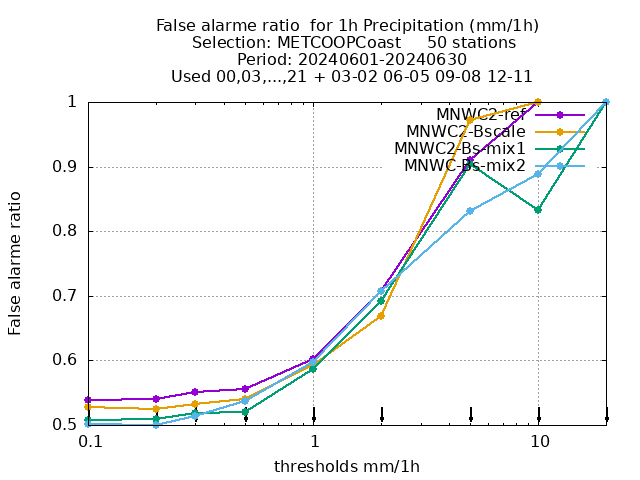 False alarme ratio  for 1h Precipitation (mm/1h)
Selection: METCOOPCoast     50 stations
Period: 20240601-20240630
Used 00,03,...,21 + 03-02 06-05 09-08 12-11
MNWC2-ref
MNWC2-Bscale
MNWC2-Bs-mix1
MNWC-Bs-mix2
False alarme ratio
1
0.9
0.8
0.7
0.6
0.5
0.1 1 10
thresholds mm/1h